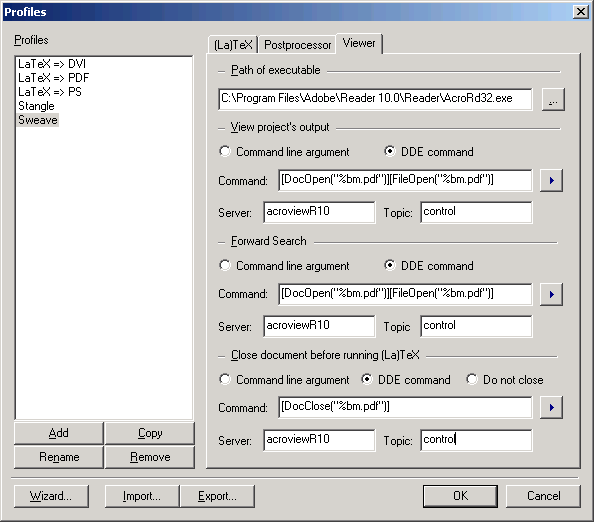 Profiles
Profiles
LaTeX => DVI
LaTeX => PDF
LaTeX => PS
Stangle
Sweave
Add Copy
Rename Remove
(La)TeX Postprocessor Viewer
Path of executable
C:\Program Files\Adobe\Reader 10.0\Reader\AcroRd32.exe ...
View project's output
Command line argument DDE command
Command: [DocOpen("%bm.pdf")][FileOpen("%bm.pdf")]
Server: acroviewR10 Topic: control
Forward Search
Command line argument DDE command
Command: [DocOpen("%bm.pdf")][FileOpen("%bm.pdf")]
Server: acroviewR10 Topic control
Close document before running (La)TeX
Command line argument DDE command Do not close
Command: [DocClose("%bm.pdf")]
Server: acroviewR10 Topic: control
Wizard... Import... Export... OK Cancel